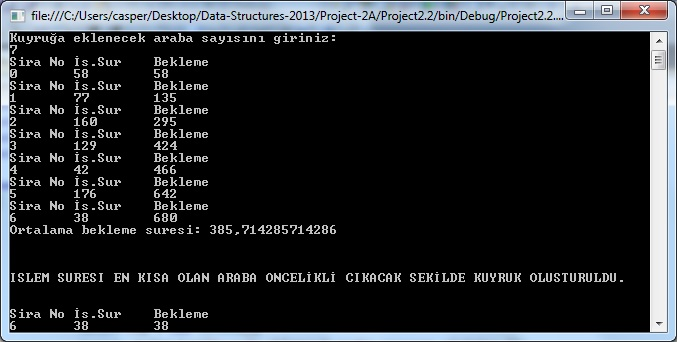 file:///C:/Users/casper/Desktop/Data-Structures-2013/Project-2A/Project2.2/bin/Debug/Project2.2....
Kuyruğa eklenecek araba sayısını giriniz:
7
Sira No İs.Sur Bekleme
0 58 58
Sira No İs.Sur Bekleme
1 77 135
Sira No İs.Sur Bekleme
2 160 295
Sira No İs.Sur Bekleme
3 129 424
Sira No İs.Sur Bekleme
4 42 466
Sira No İs.Sur Bekleme
5 176 642
Sira No İs.Sur Bekleme
6 38 680
Ortalama bekleme suresi: 385,714285714286
ISLEM SURESI EN KISA OLAN ARABA ONCELİKLİ CIKACAK SEKİLDE KUYRUK OLUSTURULDU.
Sira No İs.Sur Bekleme
6 38 38